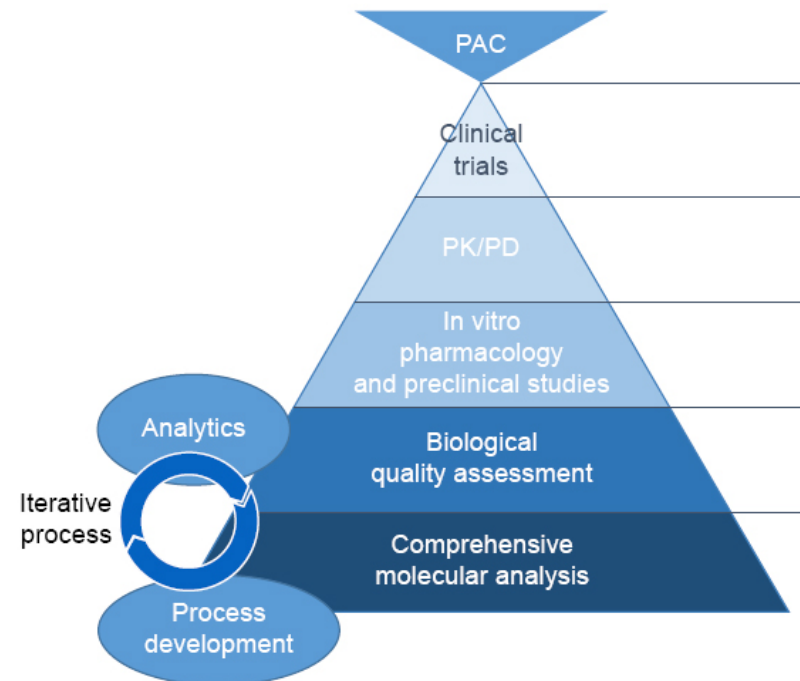 PAC
Clinical
trials
PK/PD
In vitro
pharmacology
and preclinical studies
Analytics
Biological
quality assessment
Iterative
process
Comprehensive
molecular analysis
Process
development